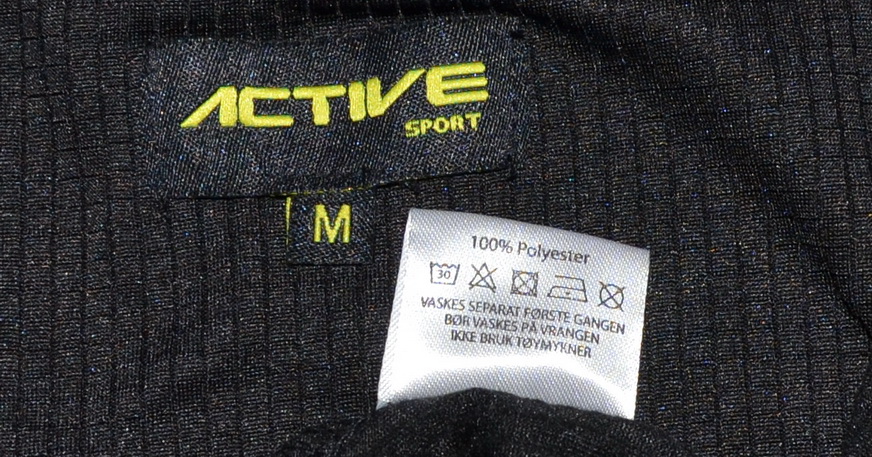 ACTIVE
SPORT
M
100% Polyester
30
VASKES SEPARAT FØRSTE GANGEN
BØR VASKES PÅ VRANGEN
IKKE BRUK TØYMYKNER